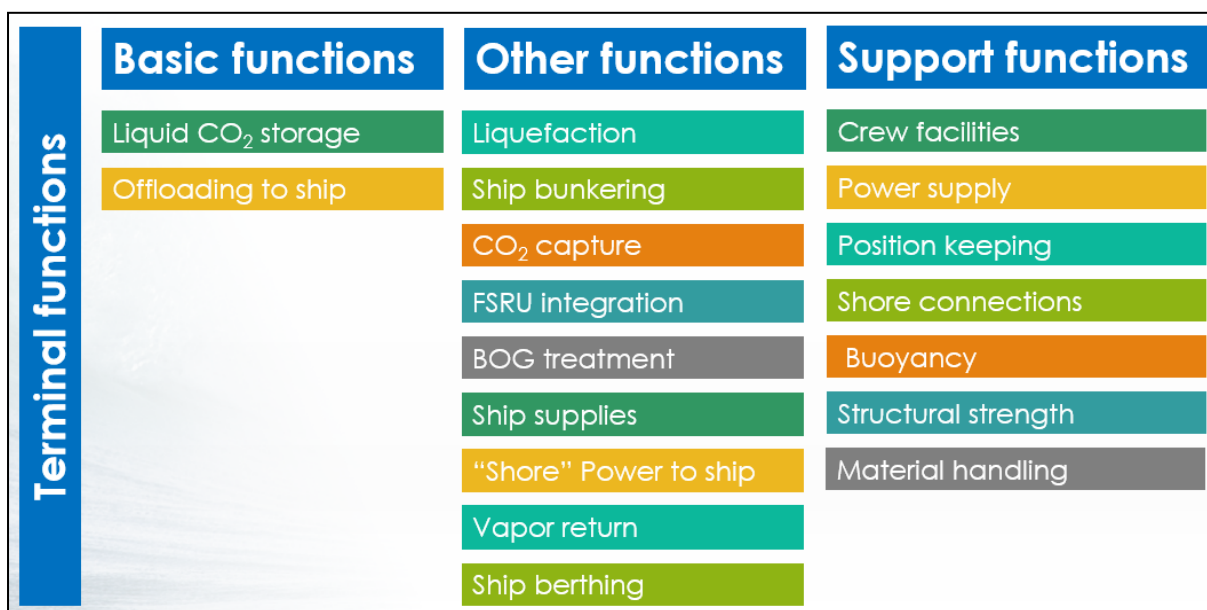 Terminal functions
Basic functions
Liquid CO₂ storage
Offloading to ship
Other functions
Liquefaction
Ship bunkering
CO₂ capture
FSRU integration
BOG treatment
Ship supplies
“Shore” Power to ship
Vapor return
Ship berthing
Support functions
Crew facilities
Power supply
Position keeping
Shore connections
Buoyancy
Structural strength
Material handling